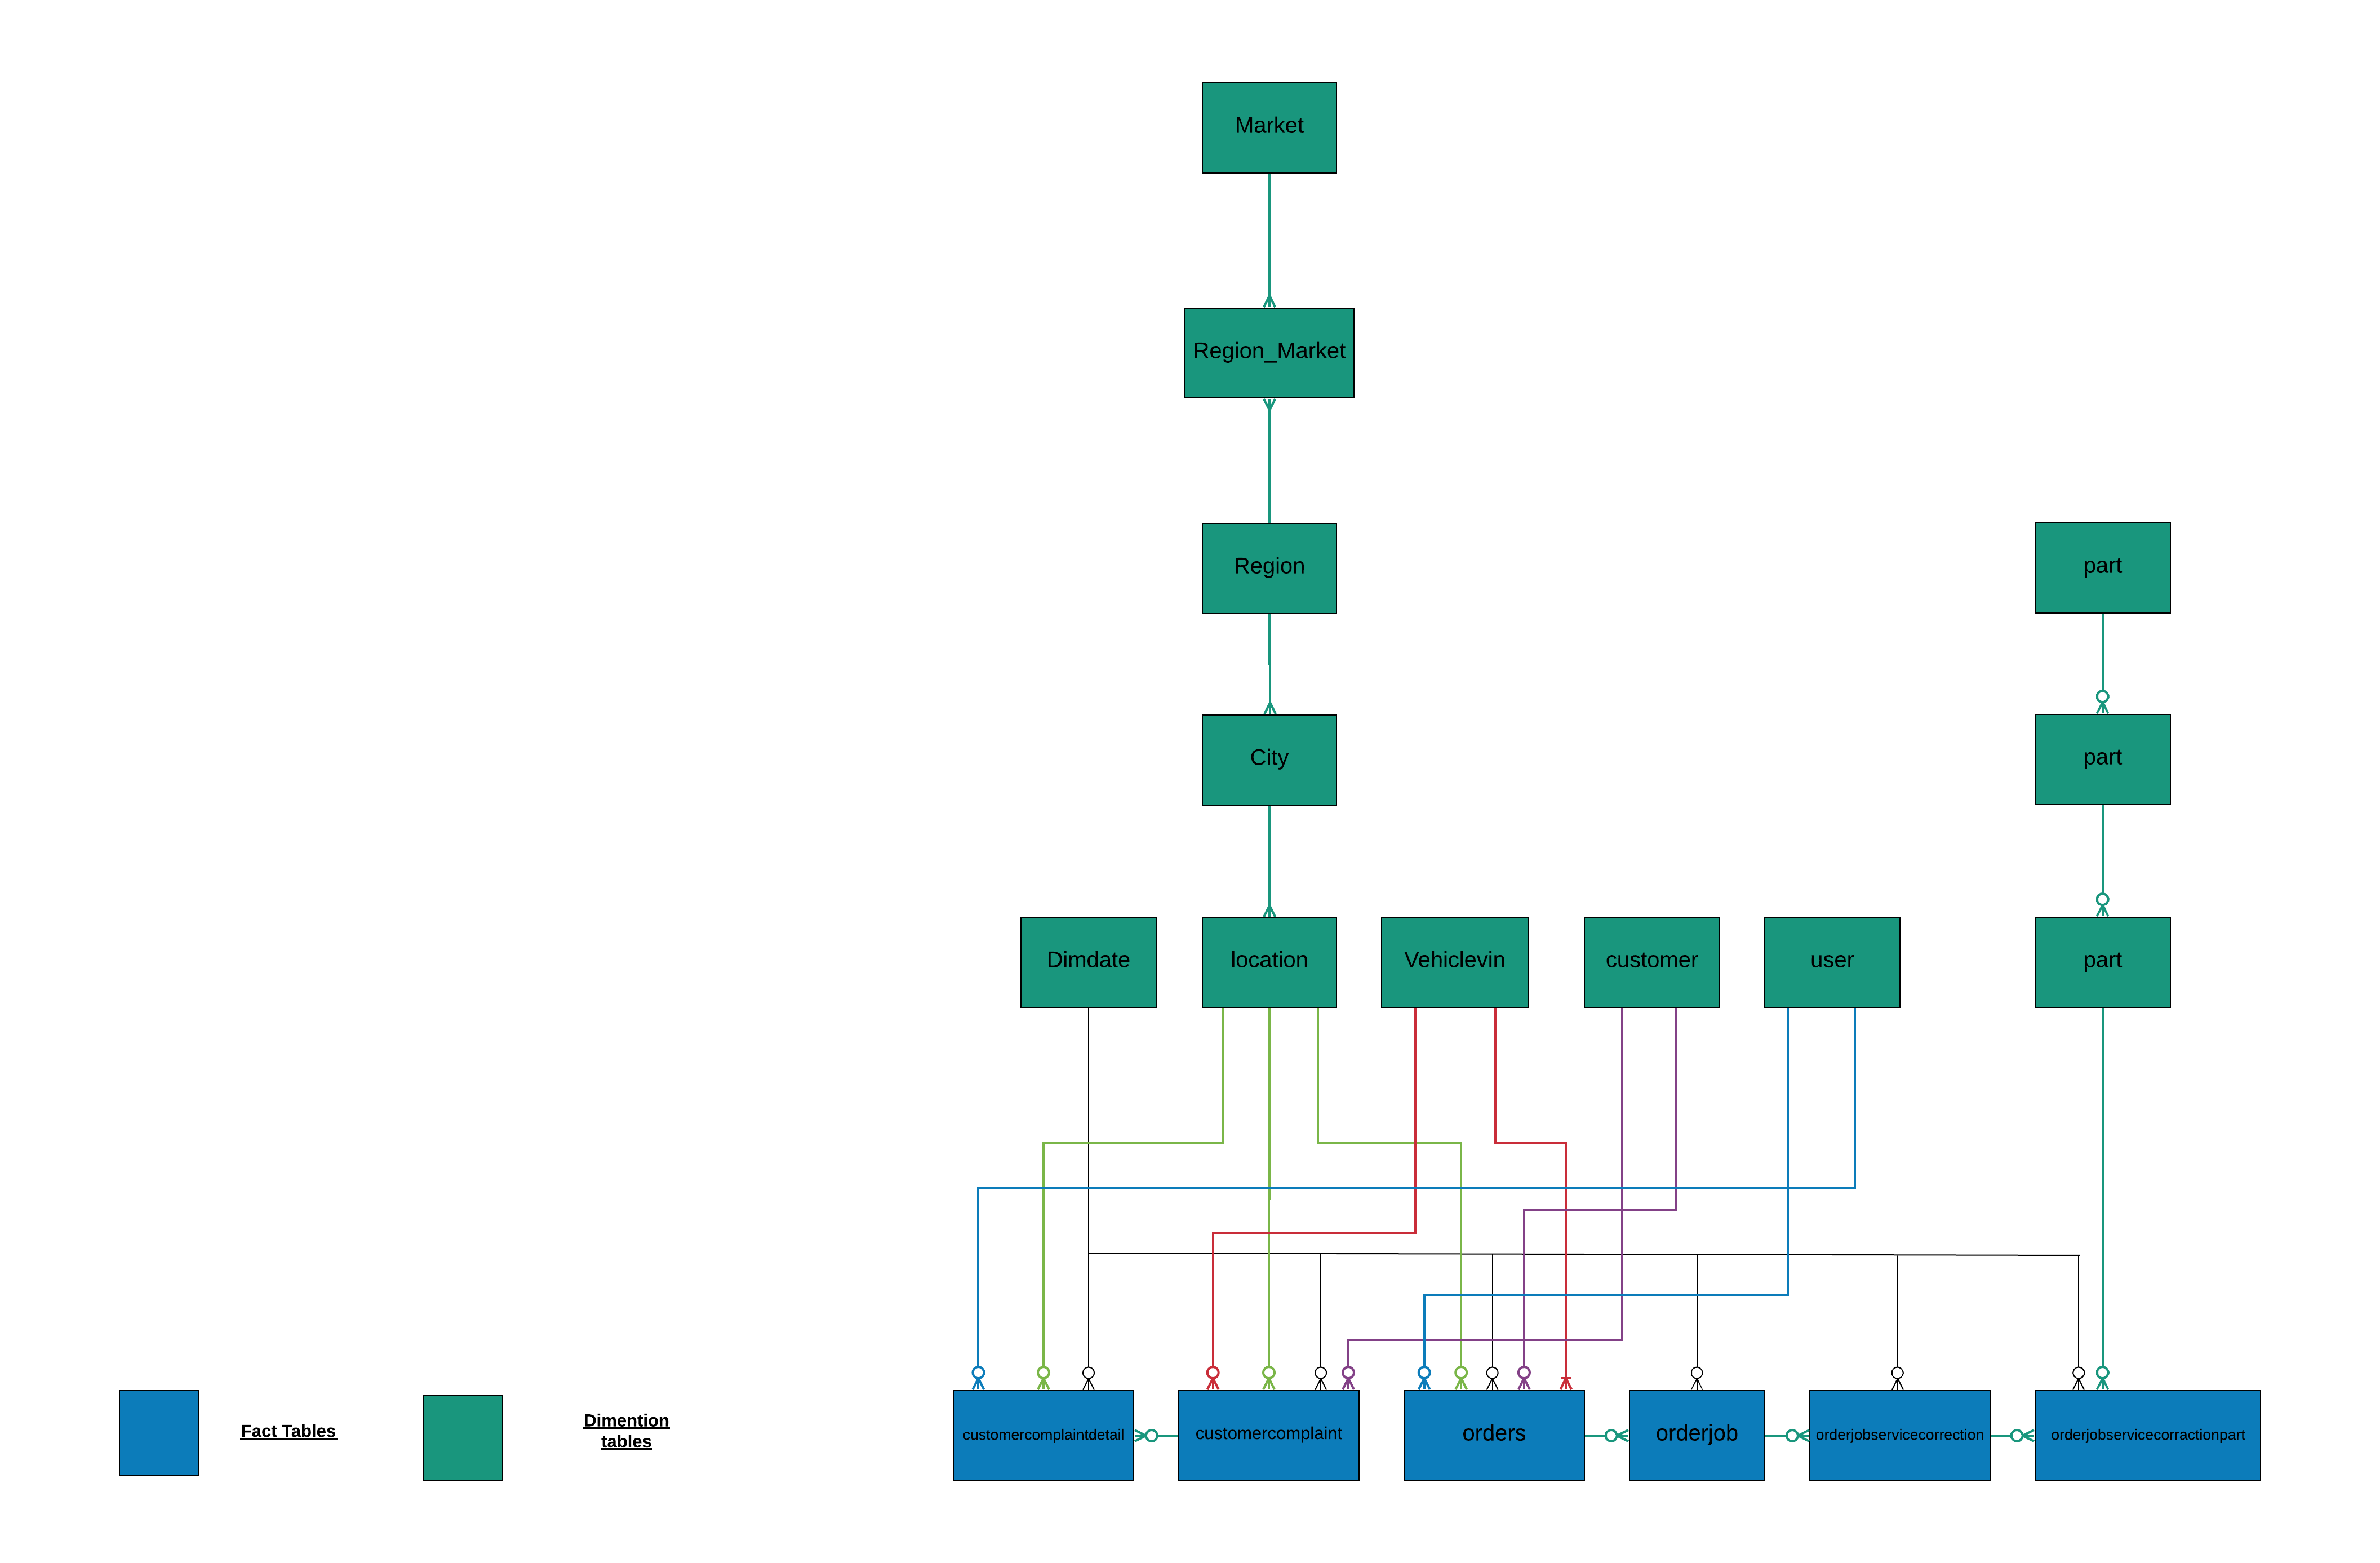 Market
Region_Market
Region
part
City
part
Dimdate
location
Vehiclevin
customer
user
part
Fact Tables
Dimention
tables
customercomplaintdetail
customercomplaint
orders
orderjob
orderjobservicecorrection
orderjobservicecorractionpart